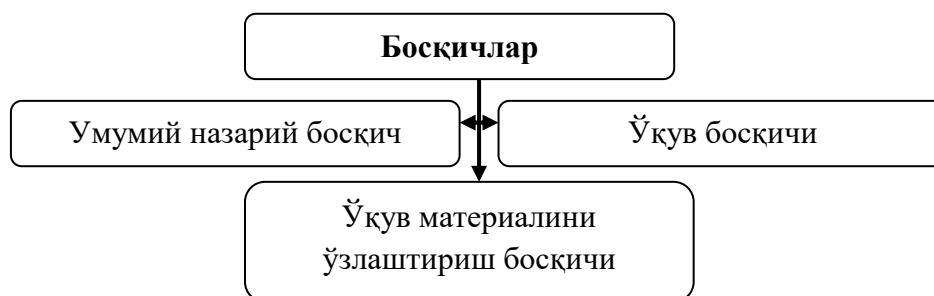 Босқичлар
Умумий назарий босқич
Ўқув босқичи
Ўқув материалини
ўзлаштириш босқичи